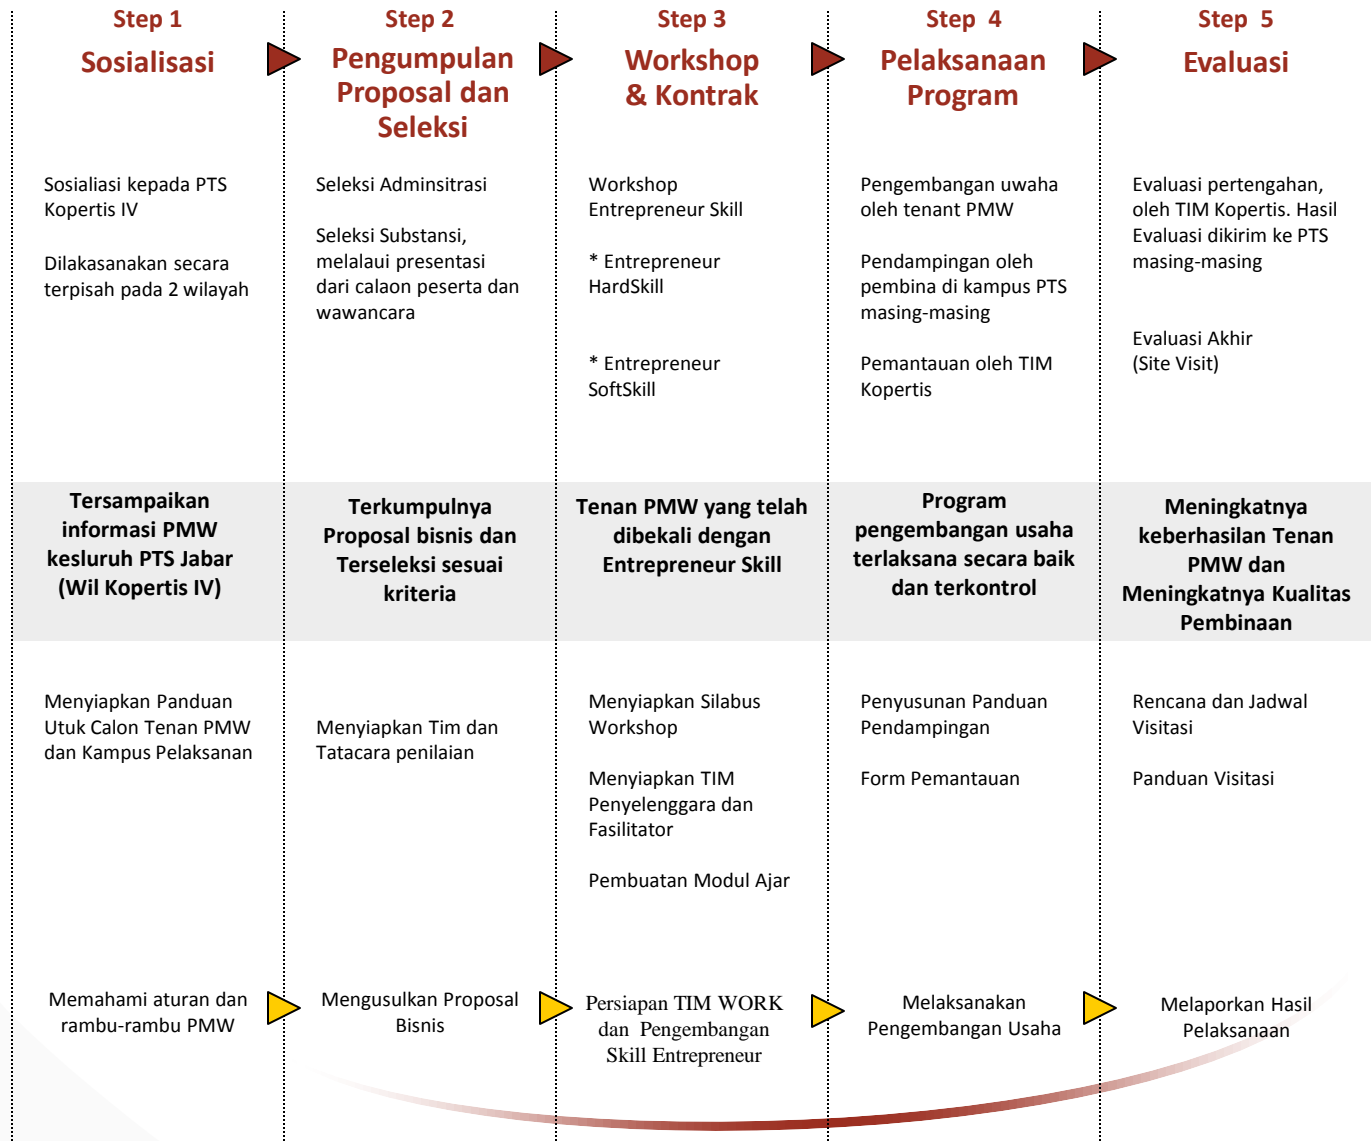 Step 1
Sosialisasi
Step 2
Pengumpulan
Proposal dan
Seleksi
Step 3
Workshop
& Kontrak
Step 4
Pelaksanaan
Program
Step 5
Evaluasi
Sosialiasi kepada PTS
Kopertis IV
Dilakasanakan secara
terpisah pada 2 wilayah
Seleksi Adminsitrasi
Seleksi Substansi,
melalaui presentasi
dari calaon peserta dan
wawancara
Workshop
Entrepreneur Skill
* Entrepreneur
HardSkill
* Entrepreneur
SoftSkill
Pengembangan uwaha
oleh tenant PMW
Pendampingan oleh
pembina di kampus PTS
masing-masing
Pemantauan oleh TIM
Kopertis
Evaluasi pertengahan,
oleh TIM Kopertis. Hasil
Evaluasi dikirim ke PTS
masing-masing
Evaluasi Akhir
(Site Visit)
Tersampaikan
informasi PMW
kesluruh PTS Jabar
(Wil Kopertis IV)
Terkumpulnya
Proposal bisnis dan
Terseleksi sesuai
kriteria
Tenan PMW yang telah
dibekali dengan
Entrepreneur Skill
Program
pengembangan usaha
terlaksana secara baik
dan terkontrol
Meningkatnya
keberhasilan Tenan
PMW dan
Meningkatnya Kualitas
Pembinaan
Menyiapkan Panduan
Utuk Calon Tenan PMW
dan Kampus Pelaksanan
Menyiapkan Tim dan
Tatacara penilaian
Menyiapkan Silabus
Workshop
Menyiapkan TIM
Penyelenggara dan
Fasilitator
Pembuatan Modul Ajar
Penyusunan Panduan
Pendampingan
Form Pemantauan
Rencana dan Jadwal
Visitasi
Panduan Visitasi
Memahami aturan dan
rambu-rambu PMW
Mengusulkan Proposal
Bisnis
Persiapan TIM WORK
dan Pengembangan
Skill Entrepreneur
Melaksanakan
Pengembangan Usaha
Melaporkan Hasil
Pelaksanaan